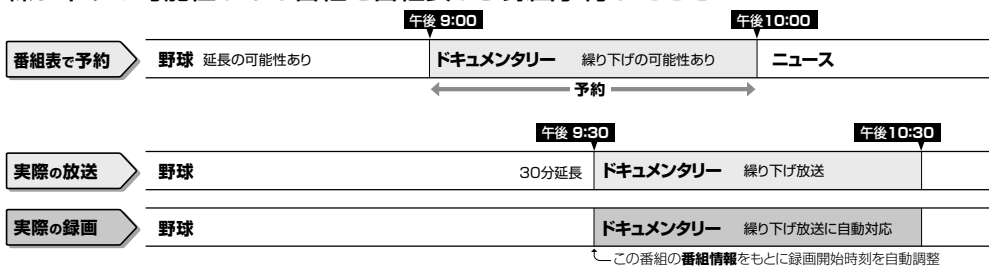 午後 9:00 午後10:00
番組表で予約 野球 延長の可能性あり ドキュメンタリー 繰り下げの可能性あり ニュース
予約
午後 9:30 午後10:30
実際の放送 野球 30分延長 ドキュメンタリー 繰り下げ放送
実際の録画 野球 ドキュメンタリー 繰り下げ放送に自動対応
この番組の番組情報をもとに録画開始時刻を自動調整